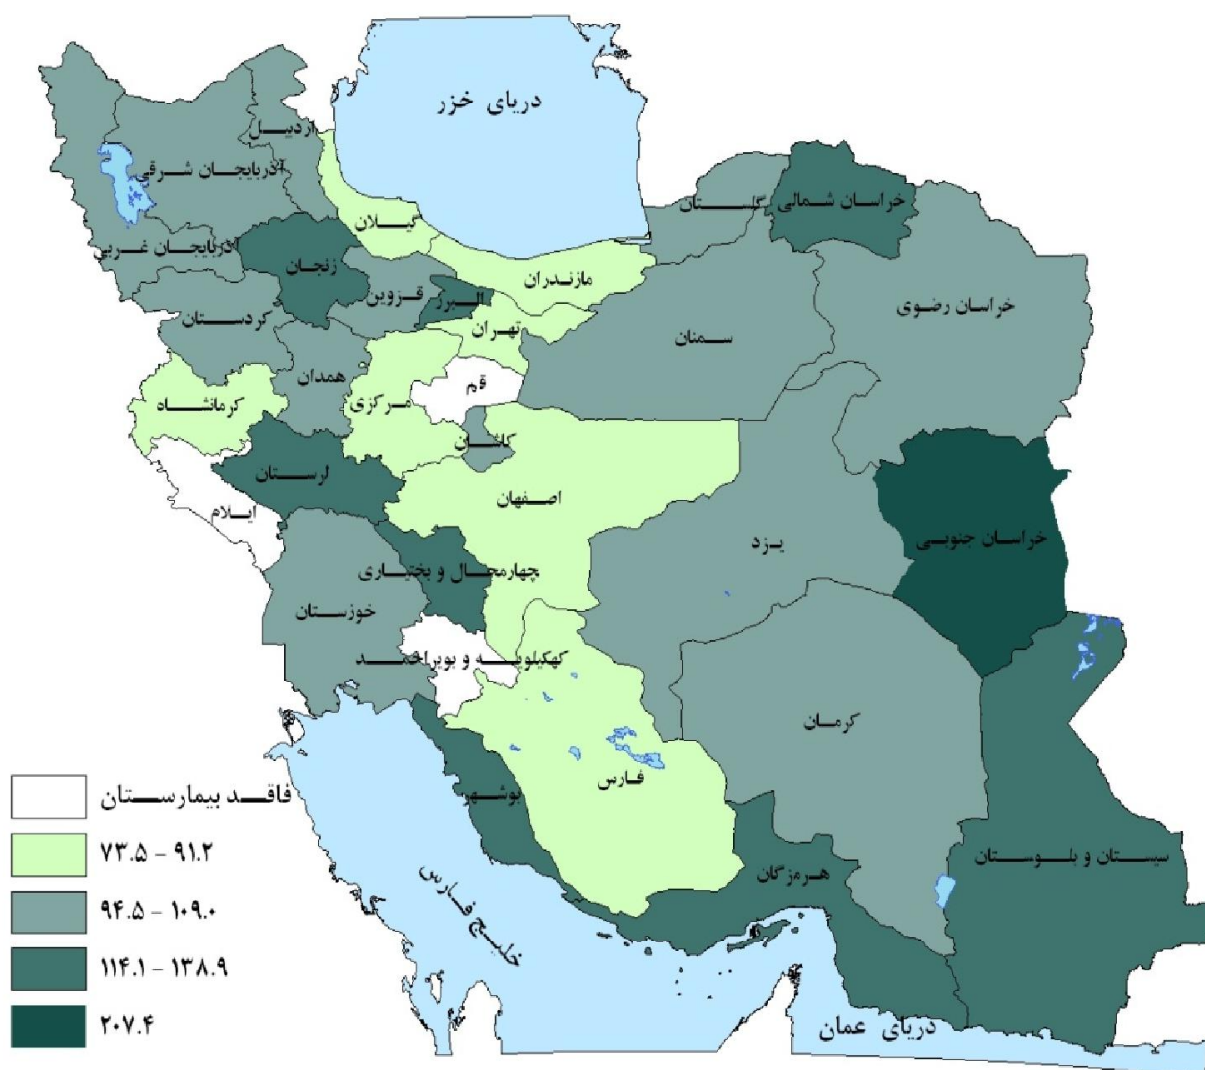 دریای خزر
اردبیل
آذربایجان شرقی
گیلان
گلستان
خراسان شمالی
آذربایجان غربی
زنجان
مازندران
قزوین
البرز
خراسان رضوی
کردستان
تهران
سمنان
همدان
قم
کرمانشاه
مرکزی
کاشان
لرستان
اصفهان
ایلام
یزد
خراسان جنوبی
چهارمحال و بختیاری
خوزستان
کهکیلویه و بویراحمد
کرمان
فارس
بوشهر
سیستان و بلوستان
هرمزگان
خلیج فارس
دریای عمان
فاقد بیمارستان
۷۳.۵ - ۹۱.۲
۹۴.۵ - ۱۰۹.۰
۱۱۴.۱ - ۱۳۸.۹
۲۰۷.۴